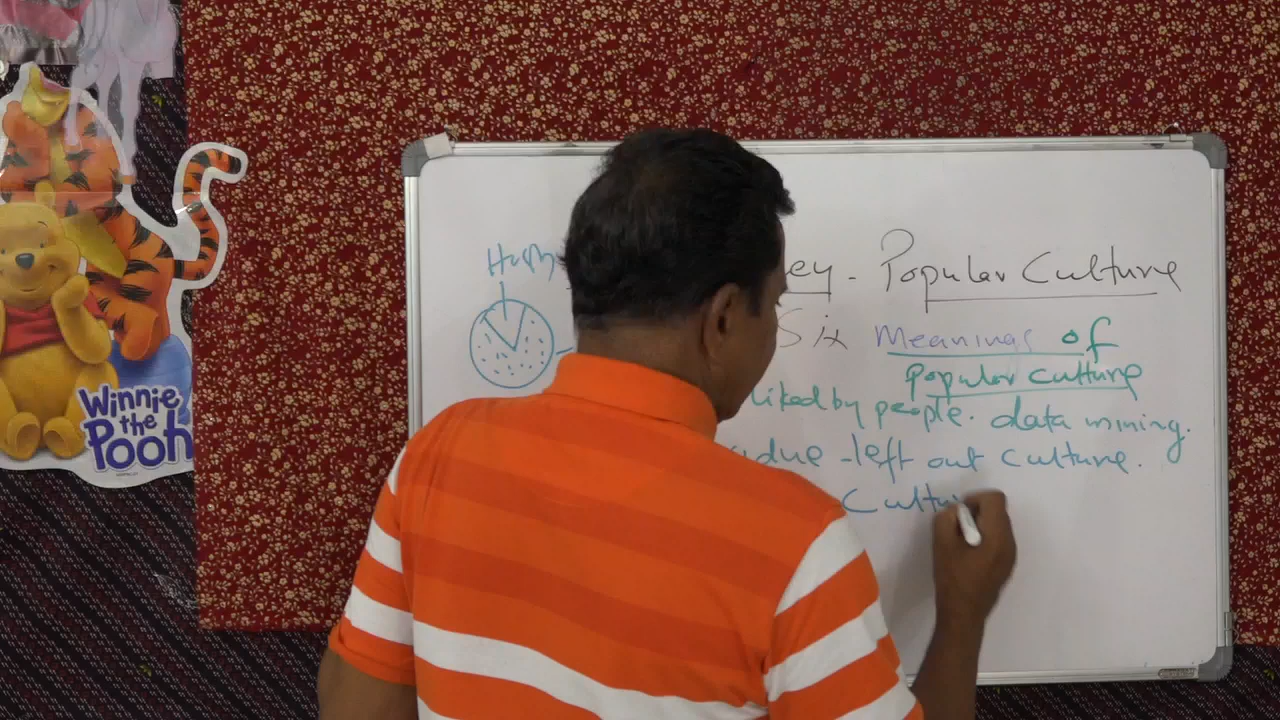 Winnie
the
Pooh
ey - Popular Culture
Six Meanings of
Popular culture
liked by people. data mining.
due - left out culture.
Cultu